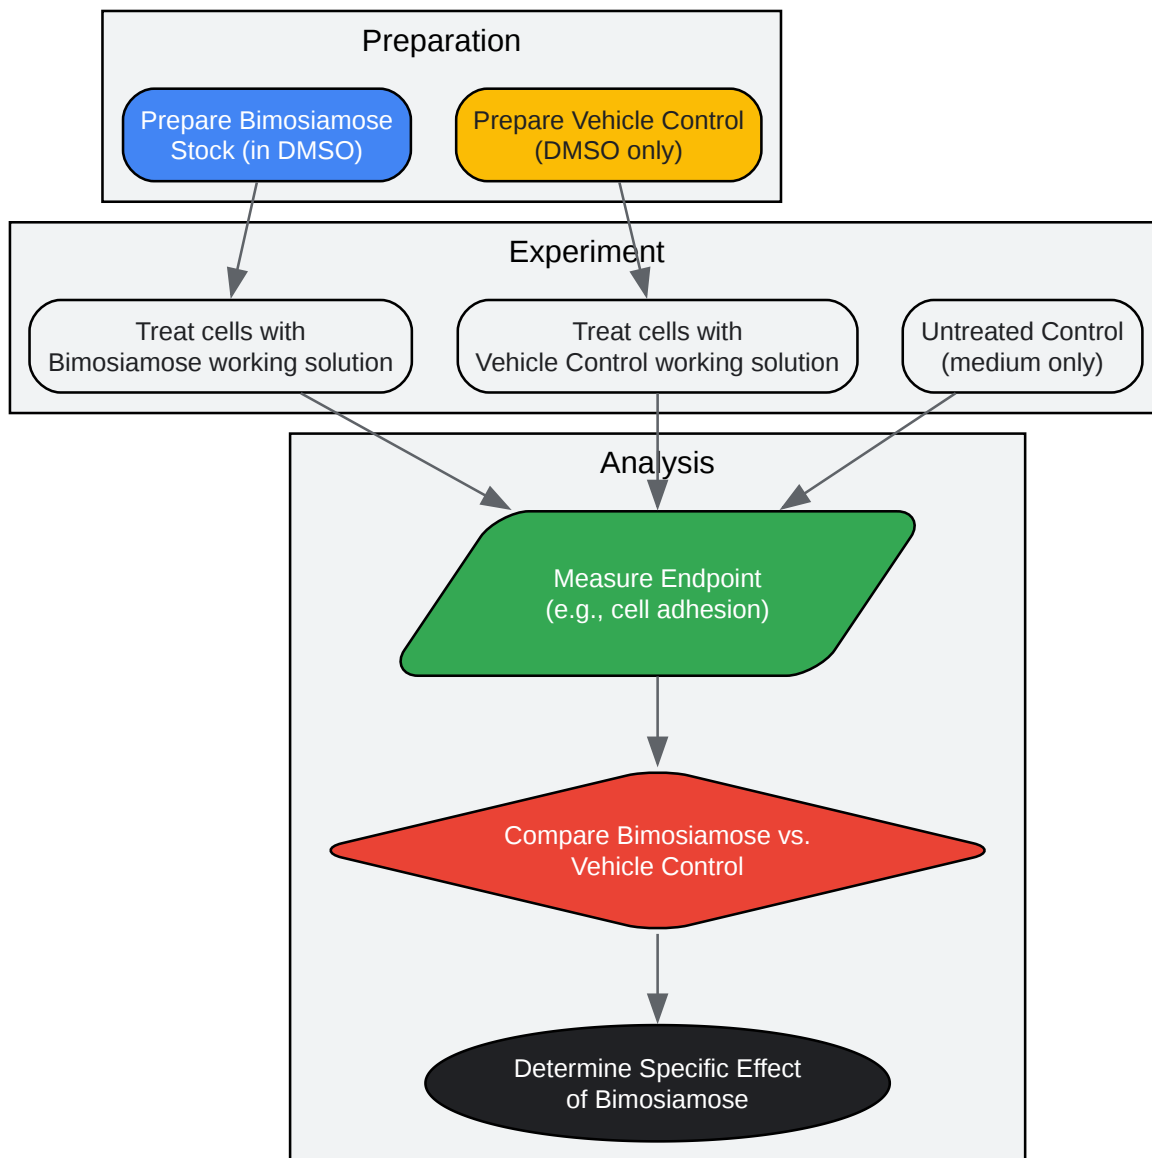 Preparation
Prepare Bimosiamose
Stock (in DMSO)
Prepare Vehicle Control
(DMSO only)
Experiment
Treat cells with
Bimosiamose working solution
Treat cells with
Vehicle Control working solution
Untreated Control
(medium only)
Analysis
Measure Endpoint
(e.g., cell adhesion)
Compare Bimosiamose vs.
Vehicle Control
Determine Specific Effect
of Bimosiamose